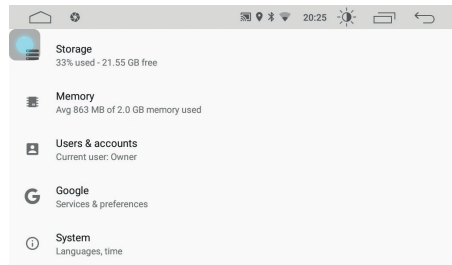 20:25
Storage
33% used - 21.55 GB free
Memory
Avg 863 MB of 2.0 GB memory used
Users & accounts
Current user: Owner
Google
Services & preferences
System
Languages, time